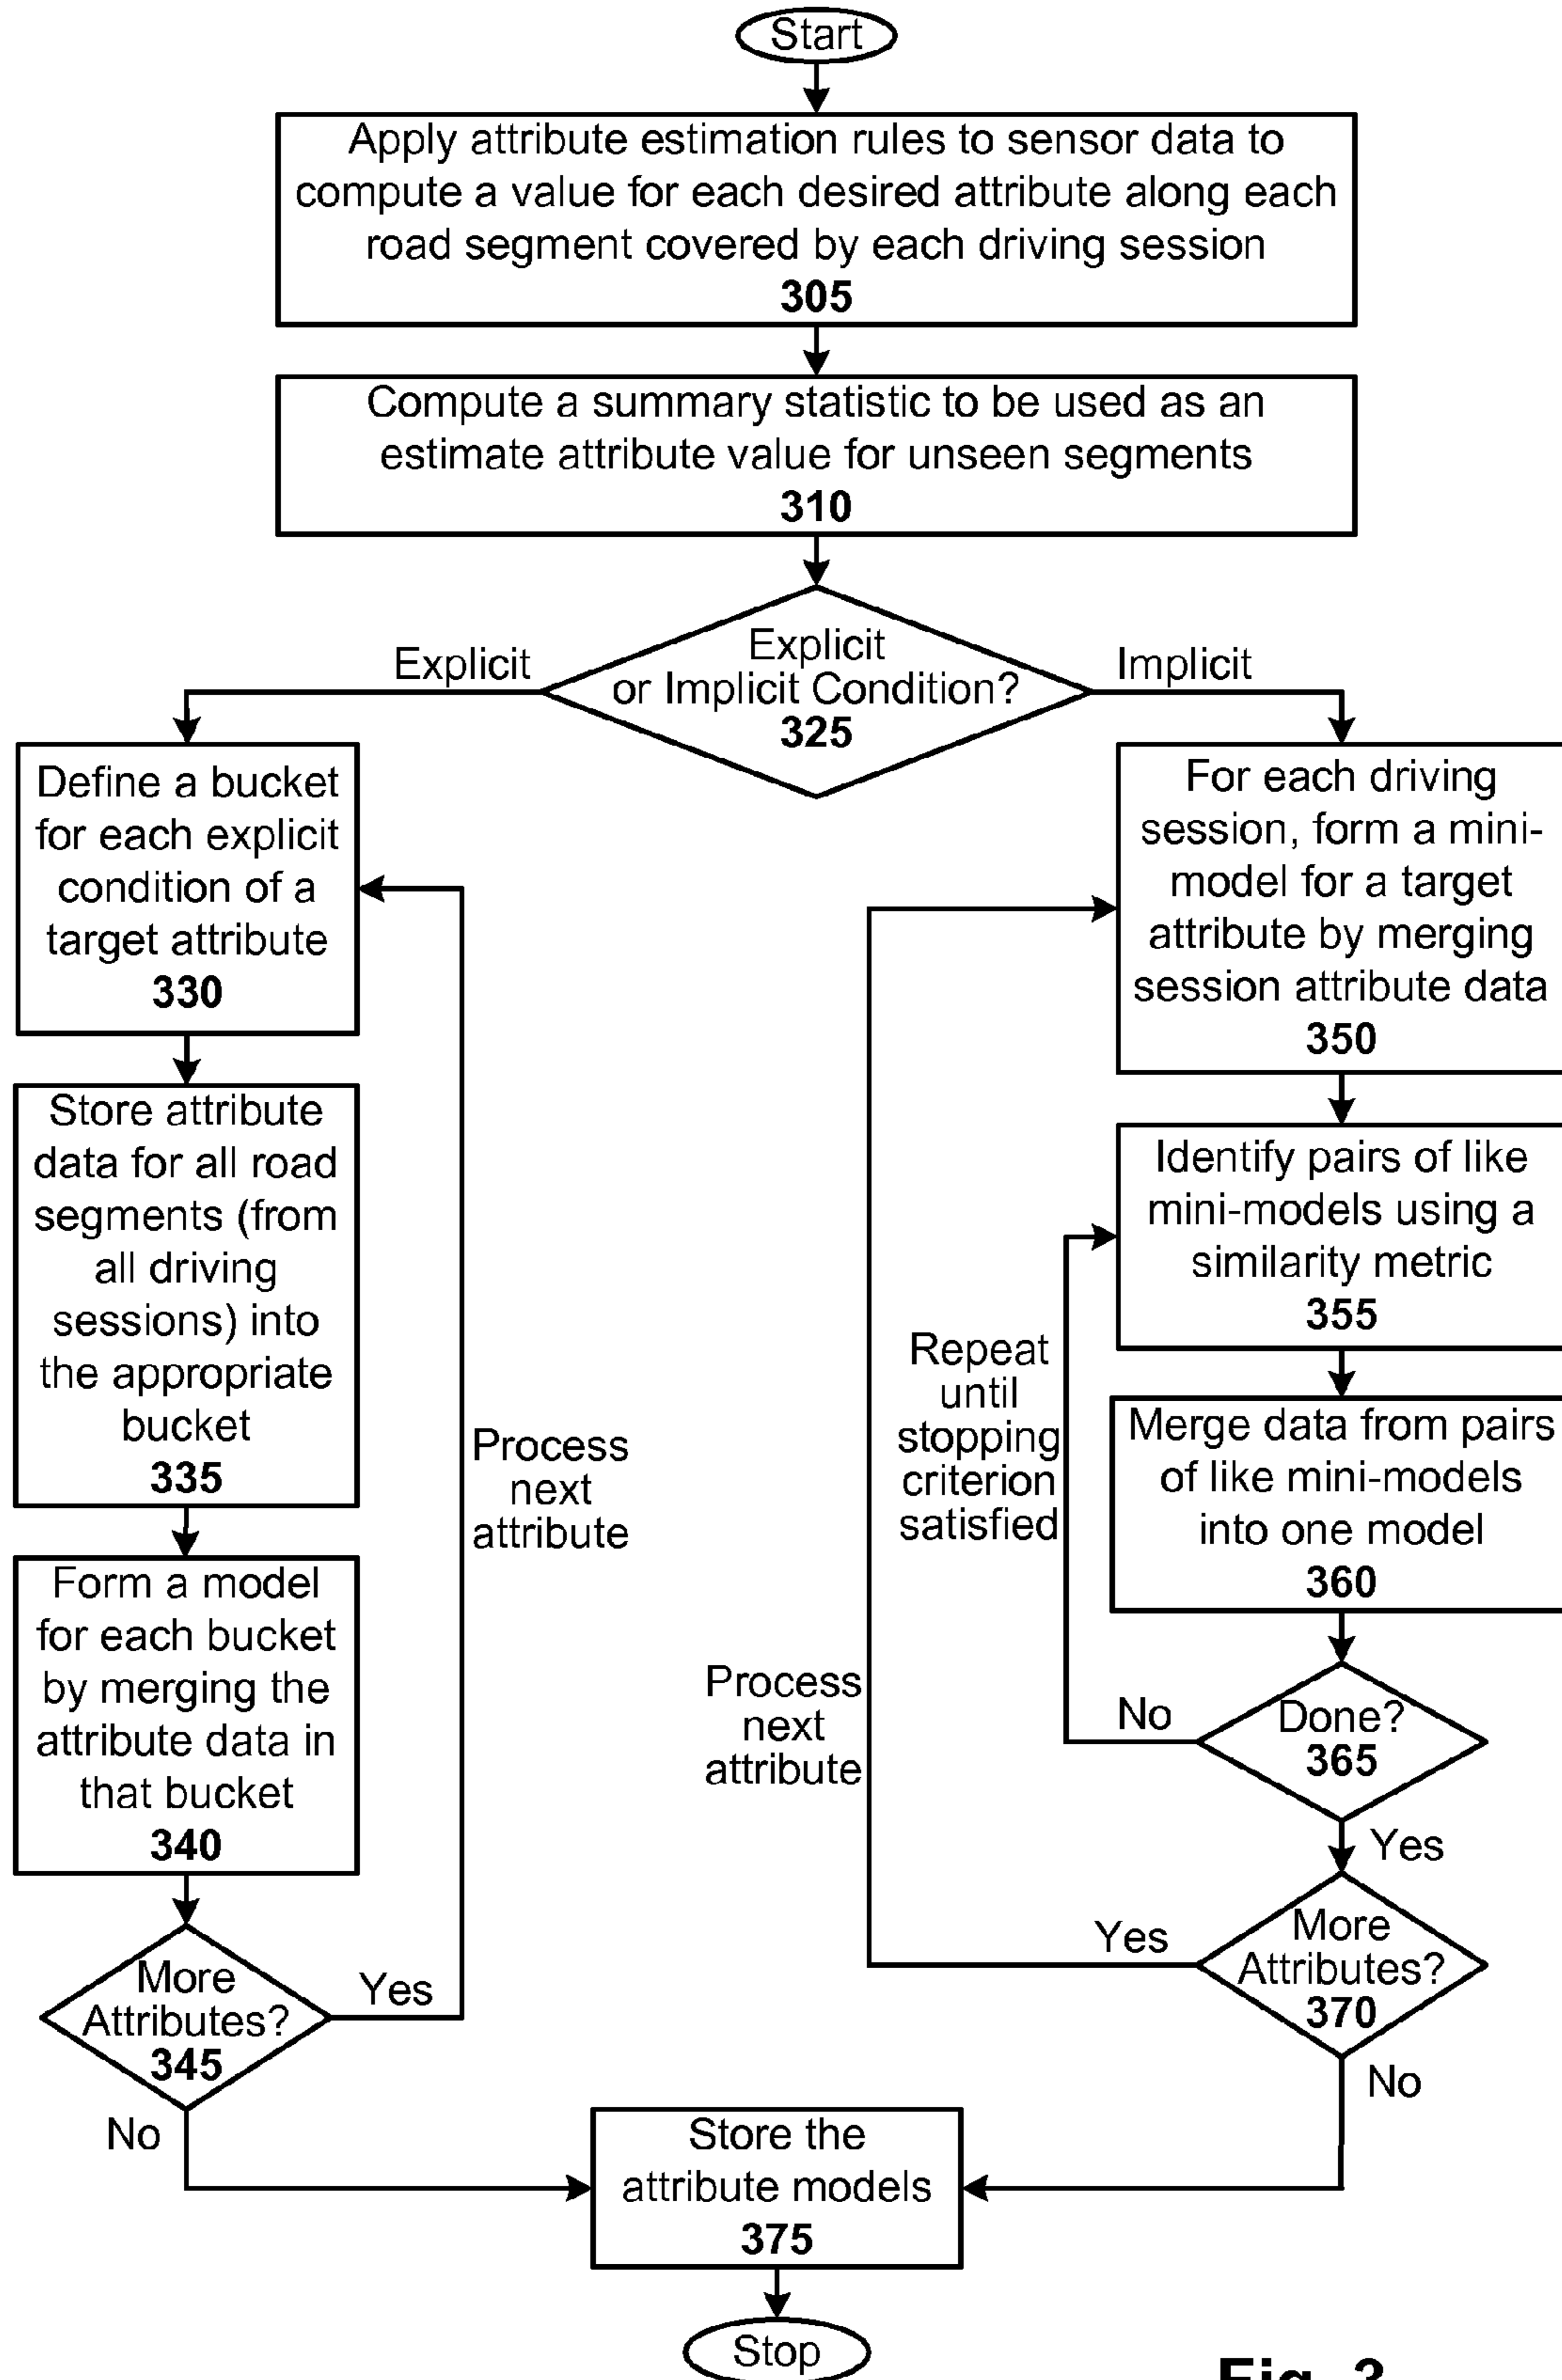 Start
Apply attribute estimation rules to sensor data to
compute a value for each desired attribute along each
road segment covered by each driving session
305
Compute a summary statistic to be used as an
estimate attribute value for unseen segments
310
Explicit
or Implicit Condition?
325
Explicit
Implicit
Define a bucket
for each explicit
condition of a
target attribute
330
Store attribute
data for all road
segments (from
all driving
sessions) into
the appropriate
bucket
335
Form a model
for each bucket
by merging the
attribute data in
that bucket
340
More
Attributes?
345
Yes
No
Process
next
attribute
For each driving
session, form a mini-
model for a target
attribute by merging
session attribute data
350
Identify pairs of like
mini-models using a
similarity metric
355
Merge data from pairs
of like mini-models
into one model
360
Repeat
until
stopping
criterion
satisfied
Done?
365
No
Yes
Process
next
attribute
More
Attributes?
370
Yes
No
Store the
attribute models
375
Stop
Fig. 3